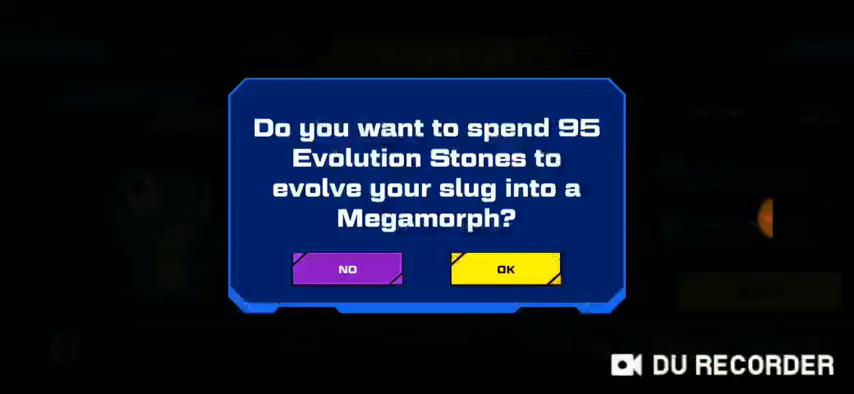 Do you want to spend 95
Evolution Stones to
evolve your slug into a
Megamorph?
NO
OK
DU RECORDER